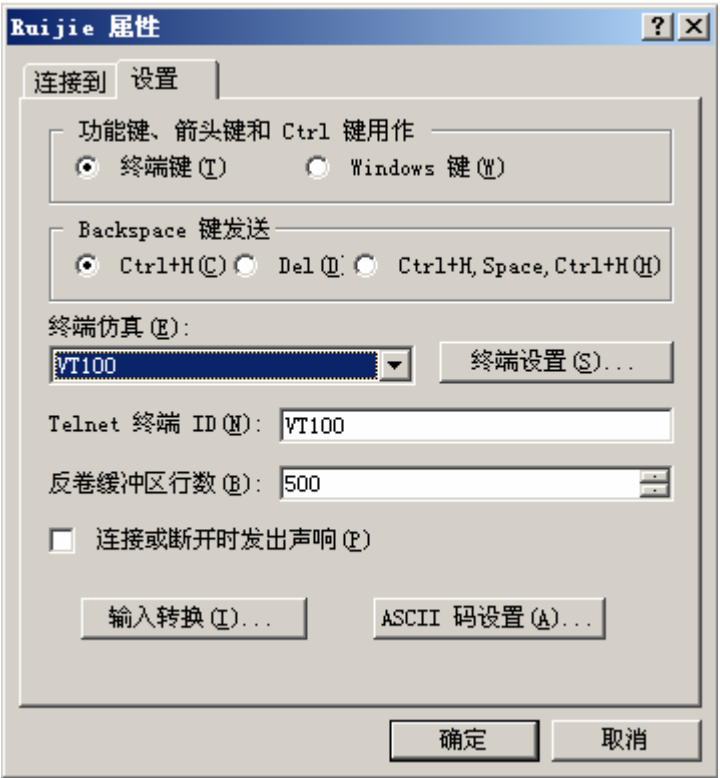 Ruijie 属性
连接到 设置
功能键、箭头键和 Ctrl 键用作
终端键(T) Windows 键(W)
Backspace 键发送
Ctrl+H(C) Del(D) Ctrl+H, Space, Ctrl+H(H)
终端仿真(E):
VT100 终端设置(S)...
Telnet 终端 ID(N): VT100
反卷缓冲区行数(B): 500
连接或断开时发出声响(P)
输入转换(I)... ASCII 码设置(A)...
确定 取消